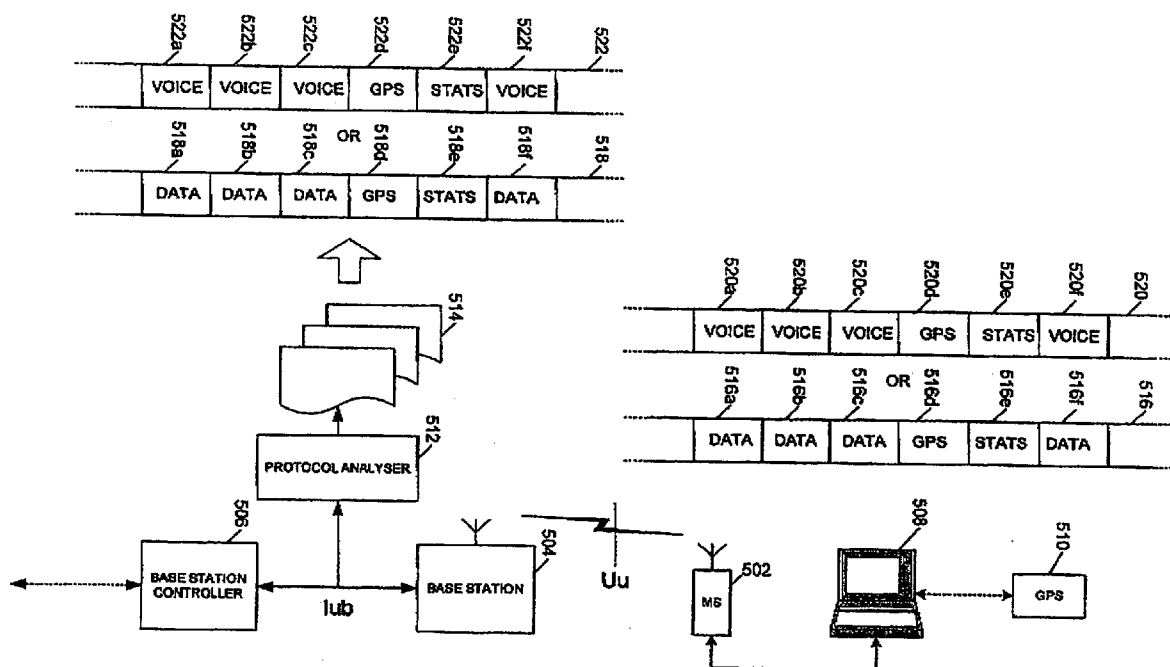 522a 522b 522c 522d 522e 522f 522
VOICE VOICE VOICE GPS STATS VOICE
OR
518a 518b 518c 518d 518e 518f 518
DATA DATA DATA GPS STATS DATA
514
520a 520b 520c 520d 520e 520f 520
VOICE VOICE VOICE GPS STATS VOICE
OR
516a 516b 516c 516d 516e 516f 516
DATA DATA DATA GPS STATS DATA
512
PROTOCOL ANALYSER
506
BASE STATION
CONTROLLER
Iub
504
BASE STATION
Uu
502
MS
508
510
GPS